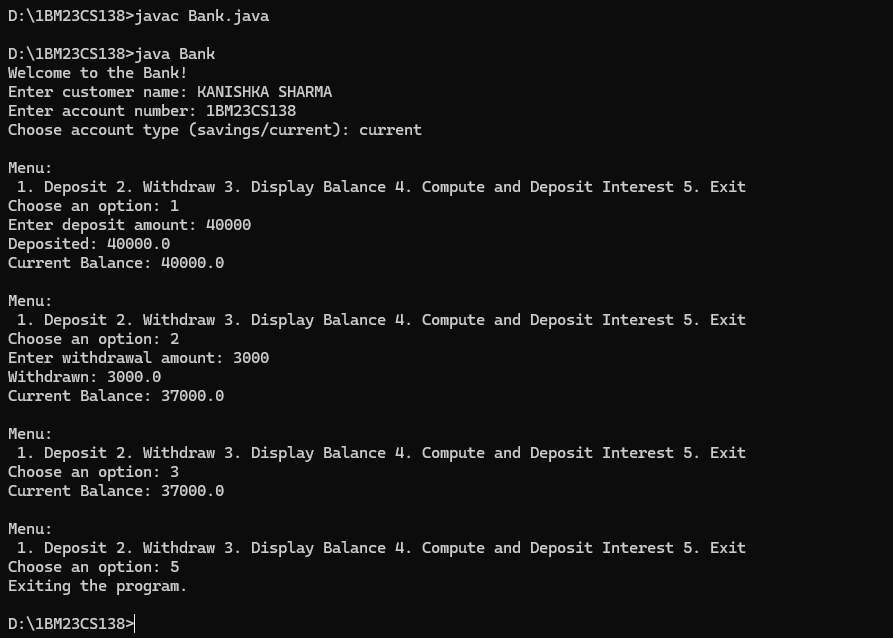 D:\1BM23CS138>javac Bank.java
D:\1BM23CS138>java Bank
Welcome to the Bank!
Enter customer name: KANISHKA SHARMA
Enter account number: 1BM23CS138
Choose account type (savings/current): current
Menu:
1. Deposit 2. Withdraw 3. Display Balance 4. Compute and Deposit Interest 5. Exit
Choose an option: 1
Enter deposit amount: 40000
Deposited: 40000.0
Current Balance: 40000.0
Menu:
1. Deposit 2. Withdraw 3. Display Balance 4. Compute and Deposit Interest 5. Exit
Choose an option: 2
Enter withdrawal amount: 3000
Withdrawn: 3000.0
Current Balance: 37000.0
Menu:
1. Deposit 2. Withdraw 3. Display Balance 4. Compute and Deposit Interest 5. Exit
Choose an option: 3
Current Balance: 37000.0
Menu:
1. Deposit 2. Withdraw 3. Display Balance 4. Compute and Deposit Interest 5. Exit
Choose an option: 5
Exiting the program.
D:\1BM23CS138>